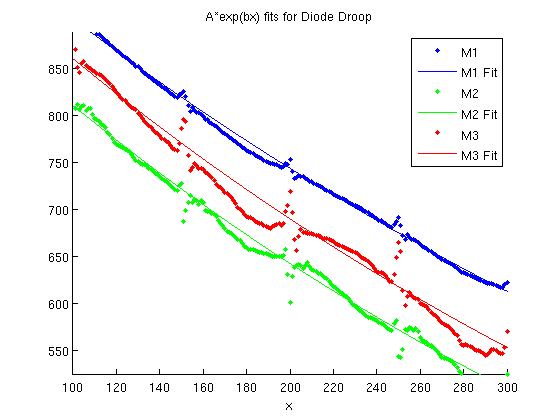 A*exp(bx) fits for Diode Droop
850
800
750
700
650
600
550
100 120 140 160 180 200 220 240 260 280 300
x
M1
M1 Fit
M2
M2 Fit
M3
M3 Fit